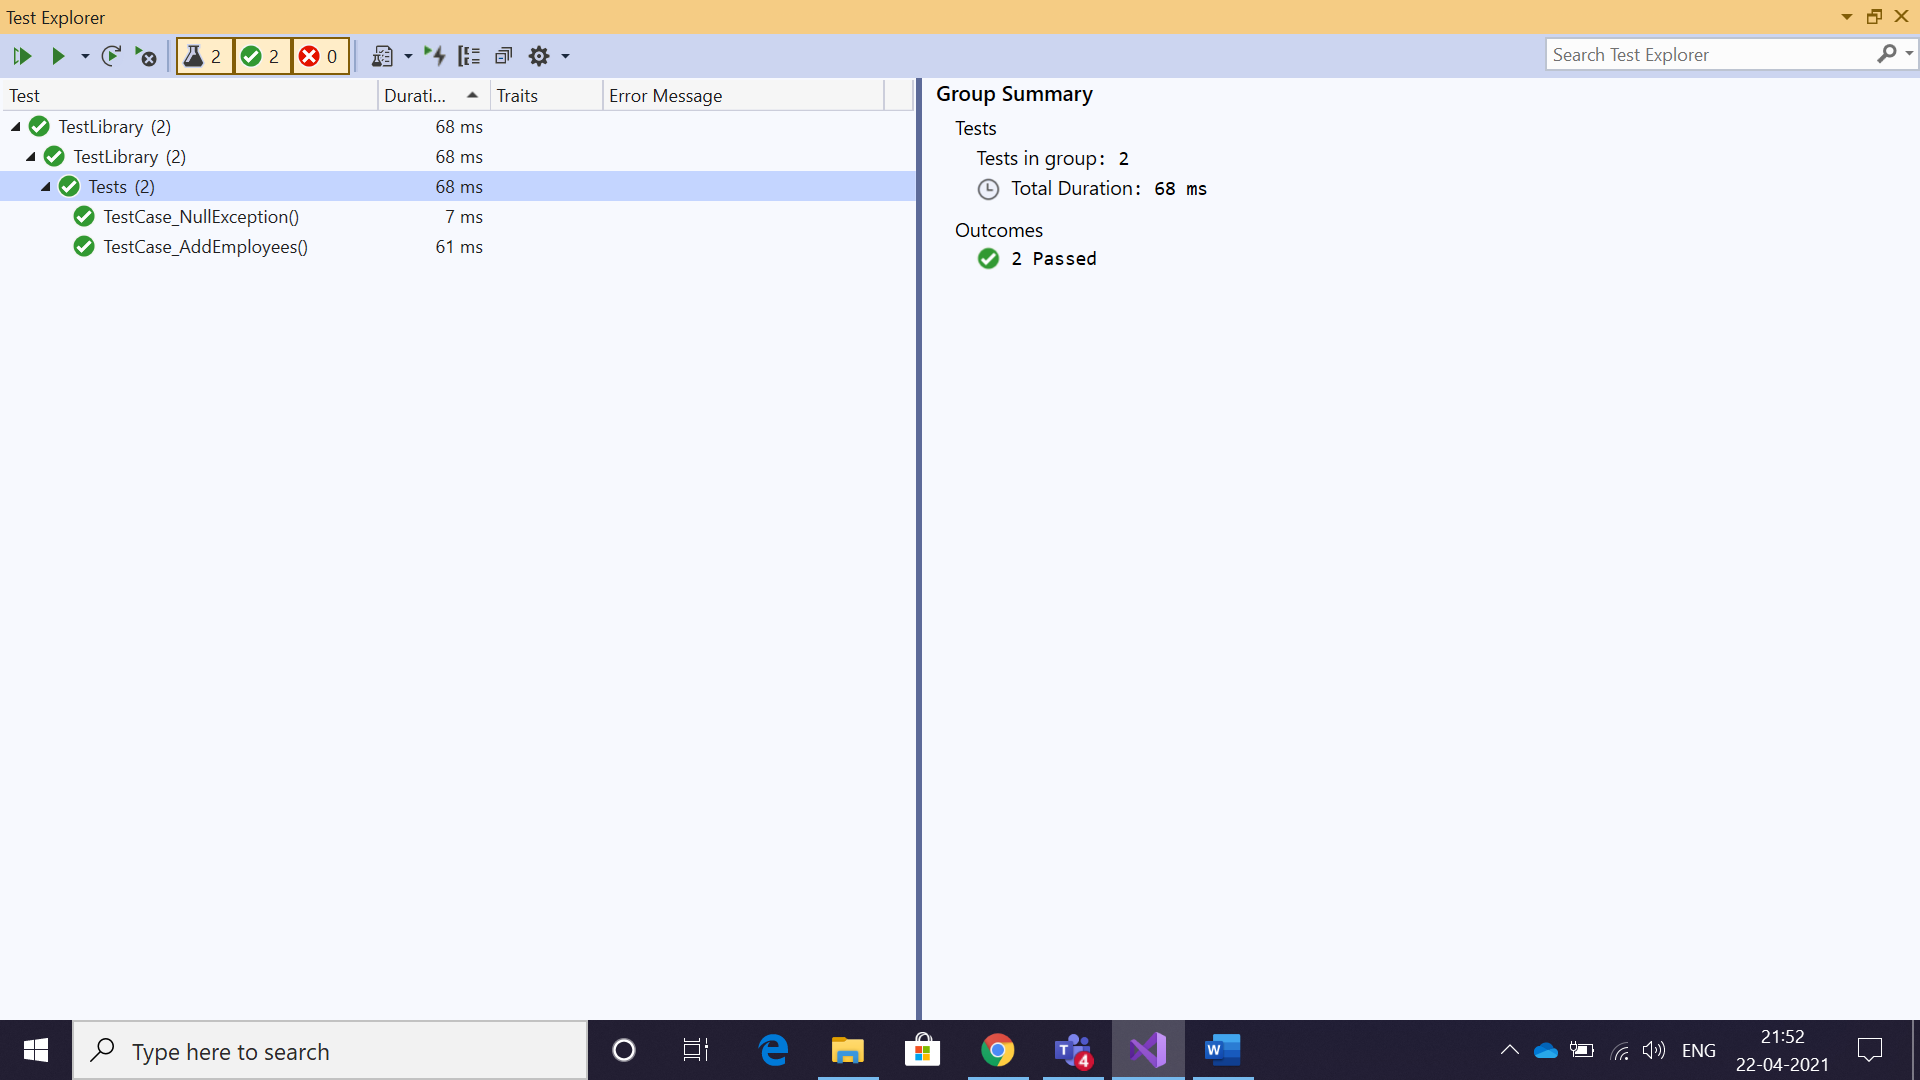 Test Explorer
2 2 0
Search Test Explorer
Test Durati... Traits Error Message
TestLibrary (2) 68 ms
TestLibrary (2) 68 ms
Tests (2) 68 ms
TestCase_NullException() 7 ms
TestCase_AddEmployees() 61 ms
Group Summary
Tests
Tests in group: 2
Total Duration: 68 ms
Outcomes
2 Passed
Type here to search
T 4
W
ENG
21:52
22-04-2021